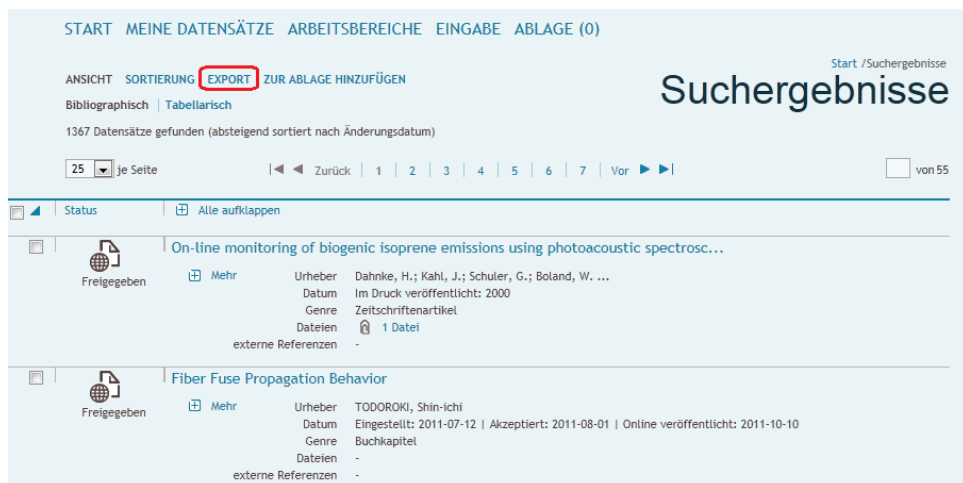 START MEINE DATENSÄTZE ARBEITSBEREICHE EINGABE ABLAGE (0)
Start /Suchergebnisse
Suchergebnisse
ANSICHT SORTIERUNG EXPORT ZUR ABLAGE HINZUFÜGEN
Bibliographisch | Tabellarisch
1367 Datensätze gefunden (absteigend sortiert nach Änderungsdatum)
25 je Seite Zurück | 1 | 2 | 3 | 4 | 5 | 6 | 7 | Vor von 55
Status Alle aufklappen
On-line monitoring of biogenic isoprene emissions using photoacoustic spectrosc...
Freigegeben
Mehr Urheber Dahnke, H.; Kahl, J.; Schuler, G.; Boland, W. ...
Datum Im Druck veröffentlicht: 2000
Genre Zeitschriftenartikel
Dateien 1 Datei
externe Referenzen -
Fiber Fuse Propagation Behavior
Freigegeben
Mehr Urheber TODOROKI, Shin-ichi
Datum Eingestellt: 2011-07-12 | Akzeptiert: 2011-08-01 | Online veröffentlicht: 2011-10-10
Genre Buchkapitel
Dateien -
externe Referenzen -